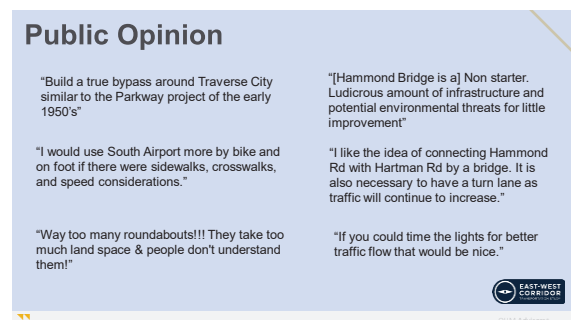 Public Opinion
“Build a true bypass around Traverse City
similar to the Parkway project of the early
1950’s”
“I would use South Airport more by bike and
on foot if there were sidewalks, crosswalks,
and speed considerations.”
“Way too many roundabouts!!! They take too
much land space & people don't understand
them!”
“[Hammond Bridge is a] Non starter.
Ludicrous amount of infrastructure and
potential environmental threats for little
improvement”
“I like the idea of connecting Hammond
Rd with Hartman Rd by a bridge. It is
also necessary to have a turn lane as
traffic will continue to increase.”
“If you could time the lights for better
traffic flow that would be nice.”
EAST-WEST
CORRIDOR
TRANSPORTATION STUDY